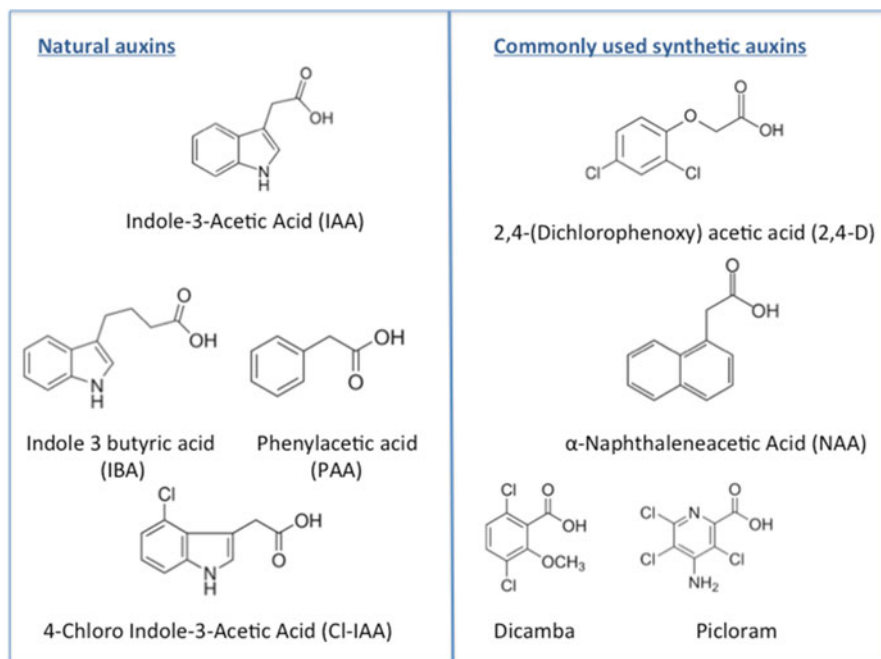 Natural auxins
O
OH
N
H
Indole-3-Acetic Acid (IAA)
O
OH
N
H
Indole 3 butyric acid
(IBA)
OH
O
Phenylacetic acid
(PAA)
Cl
OH
O
N
H
4-Chloro Indole-3-Acetic Acid (Cl-IAA)
Commonly used synthetic auxins
O
O
OH
Cl
Cl
2,4-(Dichlorophenoxy) acetic acid (2,4-D)
O
OH
α-Naphthaleneacetic Acid (NAA)
Cl
O
OH
OCH3
Cl
Dicamba
O
Cl
N
OH
Cl
Cl
NH2
Picloram